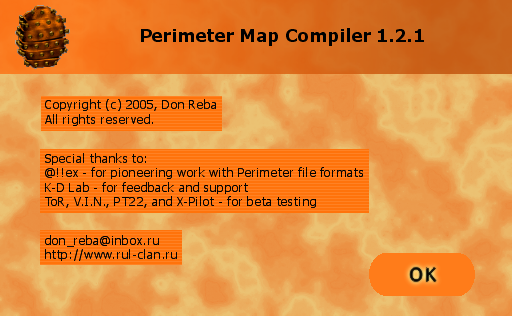 Perimeter Map Compiler 1.2.1
Copyright (c) 2005, Don Reba
All rights reserved.
Special thanks to:
@!!ex - for pioneering work with Perimeter file formats
K-D Lab - for feedback and support
ToR, V.I.N., PT22, and X-Pilot - for beta testing
don_reba@inbox.ru
http://www.rul-clan.ru
OK